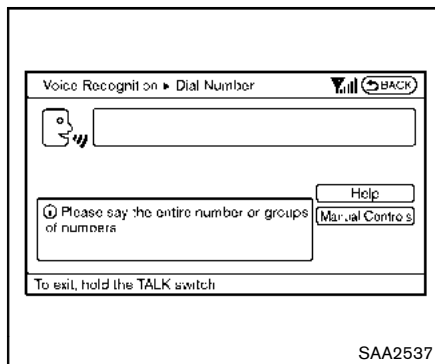 Voice Recognition ▸ Dial Number
BACK
Help
Please say the entire number or groups
of numbers
Manual Controls
To exit, hold the TALK switch
SAA2537